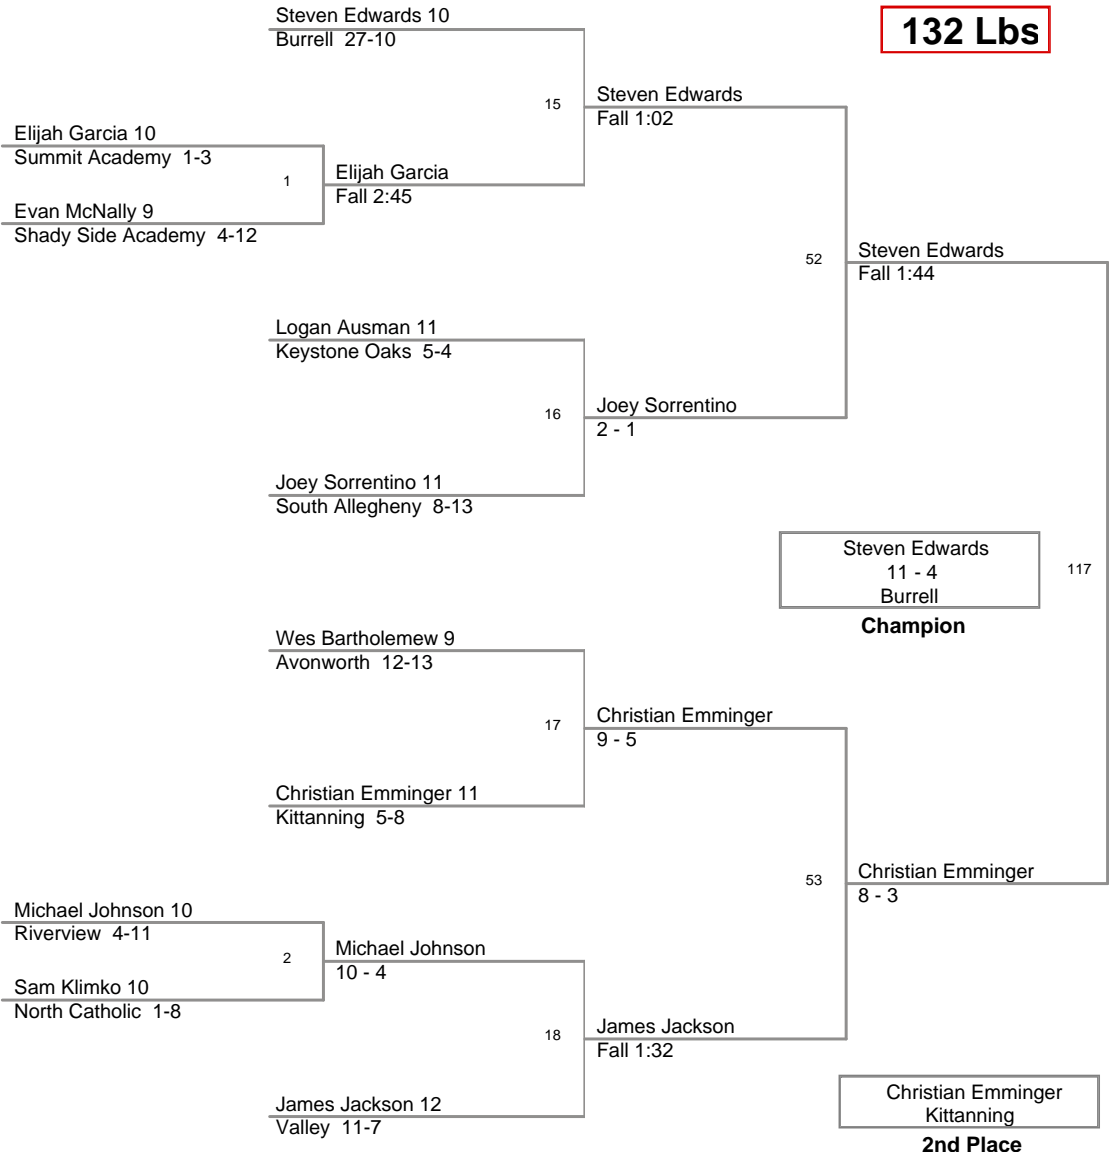 Steven Edwards 10
Burrell 27-10
132 Lbs
15
Steven Edwards
Fall 1:02
Elijah Garcia 10
Summit Academy 1-3
1
Elijah Garcia
Fall 2:45
Evan McNally 9
Shady Side Academy 4-12
52
Steven Edwards
Fall 1:44
Logan Ausman 11
Keystone Oaks 5-4
16
Joey Sorrentino
2 - 1
Joey Sorrentino 11
South Allegheny 8-13
Steven Edwards
11 - 4
Burrell
Champion
117
Wes Bartholemew 9
Avonworth 12-13
17
Christian Emminger
9 - 5
Christian Emminger 11
Kittanning 5-8
53
Christian Emminger
8 - 3
Michael Johnson 10
Riverview 4-11
2
Michael Johnson
10 - 4
Sam Klimko 10
North Catholic 1-8
18
James Jackson
Fall 1:32
James Jackson 12
Valley 11-7
Christian Emminger
Kittanning
2nd Place